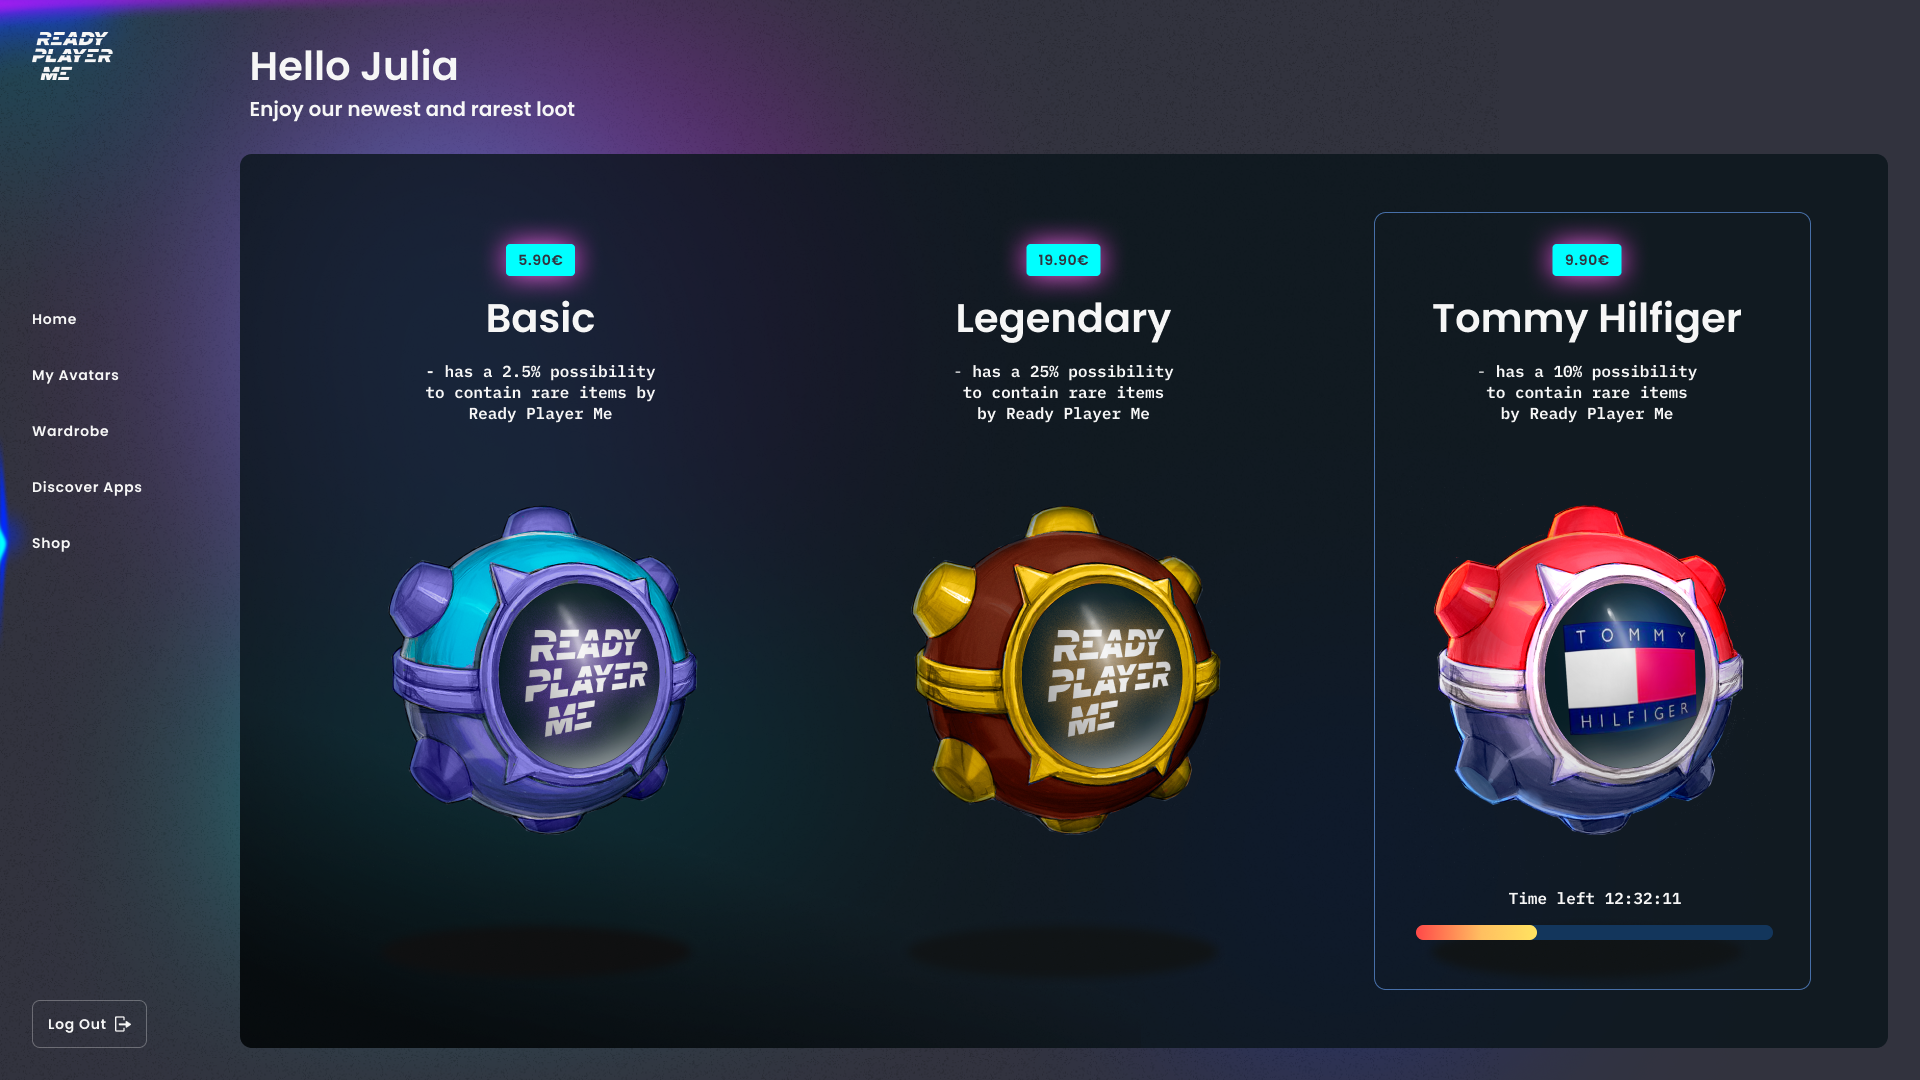 READY
PLAYER
ME
Hello Julia
Enjoy our newest and rarest loot
Home
My Avatars
Wardrobe
Discover Apps
Shop
Log Out
5.90€
Basic
- has a 2.5% possibility
to contain rare items by
Ready Player Me
READY
PLAYER
ME
19.90€
Legendary
- has a 25% possibility
to contain rare items
by Ready Player Me
READY
PLAYER
ME
9.90€
Tommy Hilfiger
- has a 10% possibility
to contain rare items
by Ready Player Me
TOMMY
HILFIGER
Time left 12:32:11